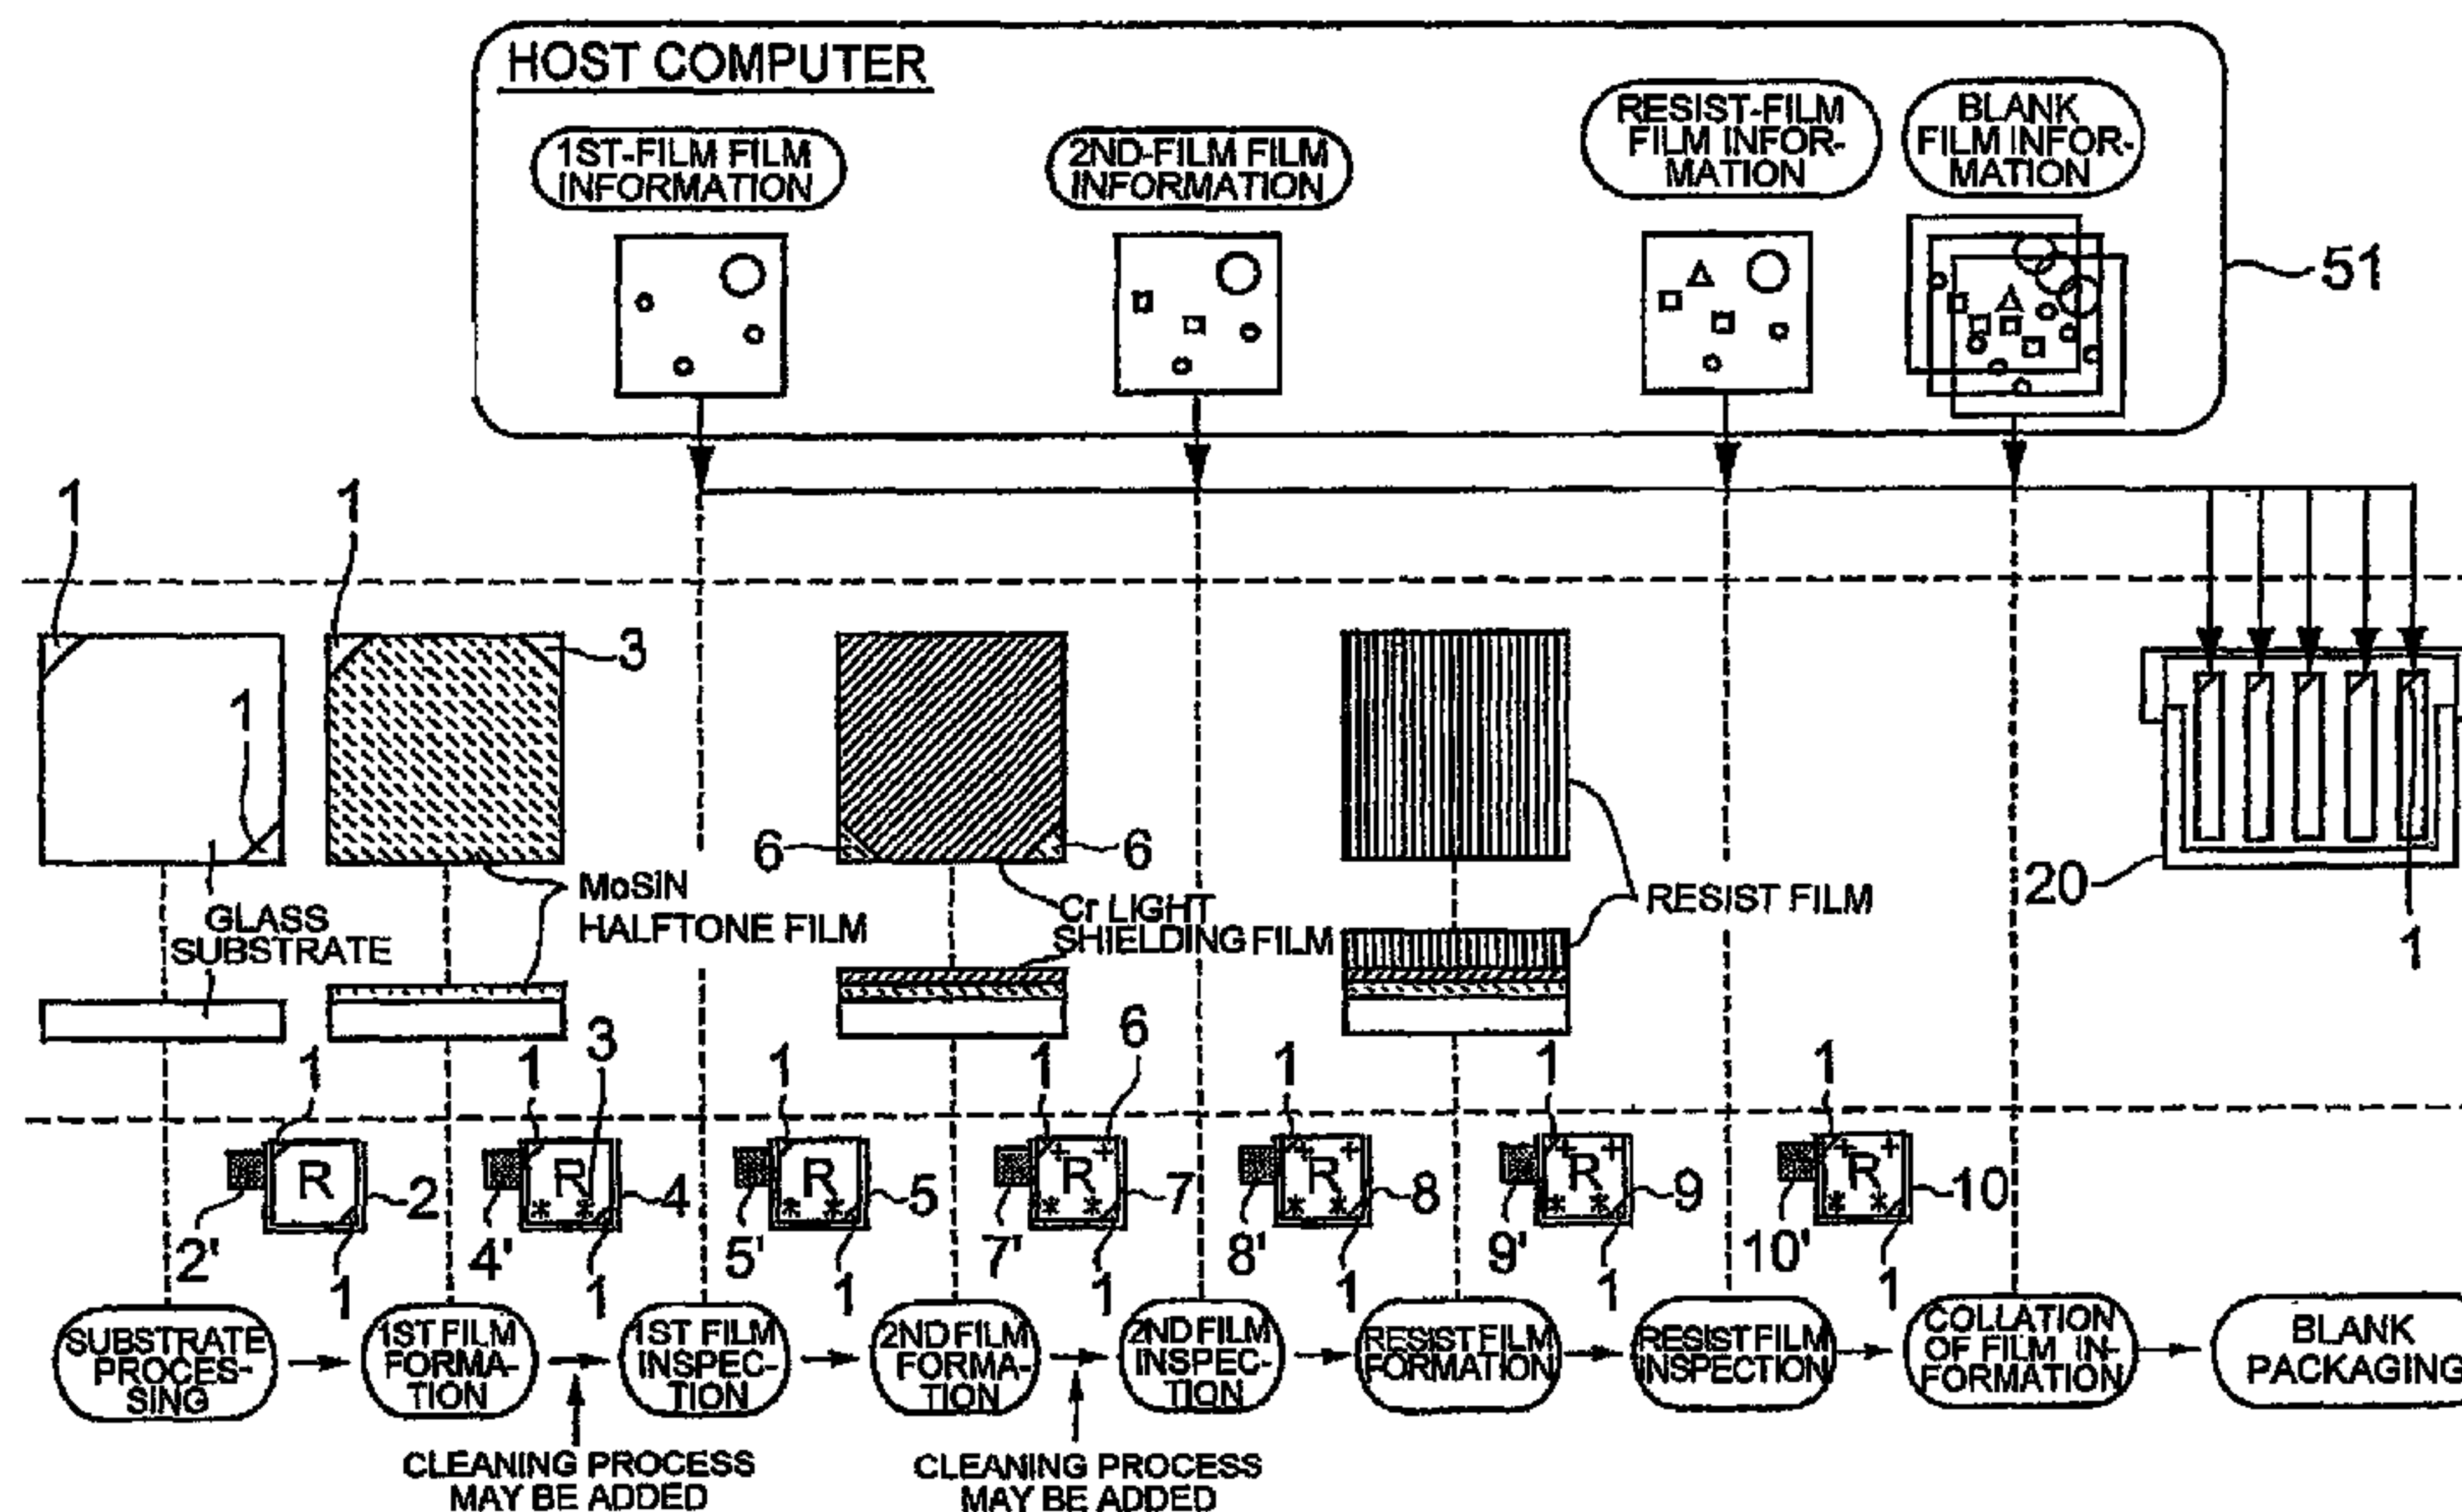 HOST COMPUTER
1ST-FILM FILM
INFORMATION
2ND-FILM FILM
INFORMATION
RESIST-FILM
FILM INFOR-
MATION
BLANK
FILM INFOR-
MATION
51
1
1
3
1
6
6
20
1
GLASS
SUBSTRATE
MoSiN
HALFTONE FILM
Cr LIGHT
SHIELDING FILM
RESIST FILM
1
1
3
1
1
6
1
1
1
R
R
R
R
R
R
R
2
4
5
7
8
9
10
2'
4'
5'
7'
8'
9'
10'
1
1
1
1
1
1
1
SUBSTRATE
PROCES-
SING
1ST FILM
FORMA-
TION
1ST FILM
INSPEC-
TION
2ND FILM
FORMA-
TION
2ND FILM
INSPEC-
TION
RESIST FILM
FORMATION
RESIST FILM
INSPECTION
COLLATION
OF FILM IN-
FORMATION
BLANK
PACKAGING
CLEANING PROCESS
MAY BE ADDED
CLEANING PROCESS
MAY BE ADDED